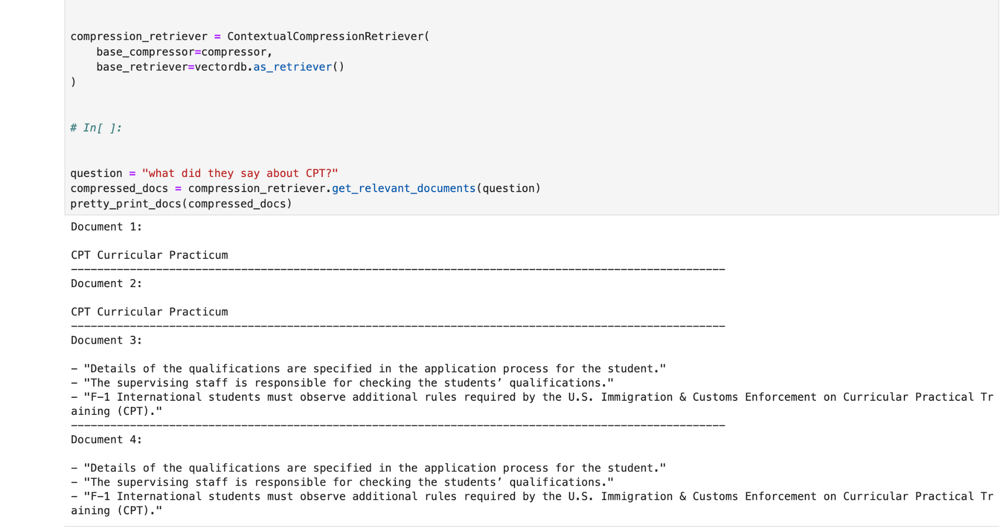 compression_retriever = ContextualCompressionRetriever(
    base_compressor=compressor,
    base_retriever=vectordb.as_retriever()
)
# In[ ]:
question = "what did they say about CPT?"
compressed_docs = compression_retriever.get_relevant_documents(question)
pretty_print_docs(compressed_docs)
Document 1:
CPT Curricular Practicum
----------------------------------------------------------------------------------------------------
Document 2:
CPT Curricular Practicum
----------------------------------------------------------------------------------------------------
Document 3:
- "Details of the qualifications are specified in the application process for the student."
- "The supervising staff is responsible for checking the students’ qualifications."
- "F-1 International students must observe additional rules required by the U.S. Immigration & Customs Enforcement on Curricular Practical Tr
aining (CPT)."
----------------------------------------------------------------------------------------------------
Document 4:
- "Details of the qualifications are specified in the application process for the student."
- "The supervising staff is responsible for checking the students’ qualifications."
- "F-1 International students must observe additional rules required by the U.S. Immigration & Customs Enforcement on Curricular Practical Tr
aining (CPT)."